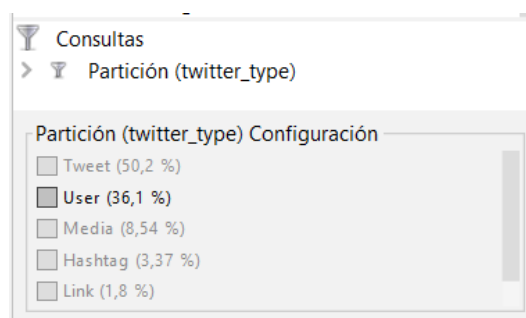 Consultas
Partición (twitter_type)
Partición (twitter_type) Configuración
Tweet (50,2 %)
User (36,1 %)
Media (8,54 %)
Hashtag (3,37 %)
Link (1,8 %)